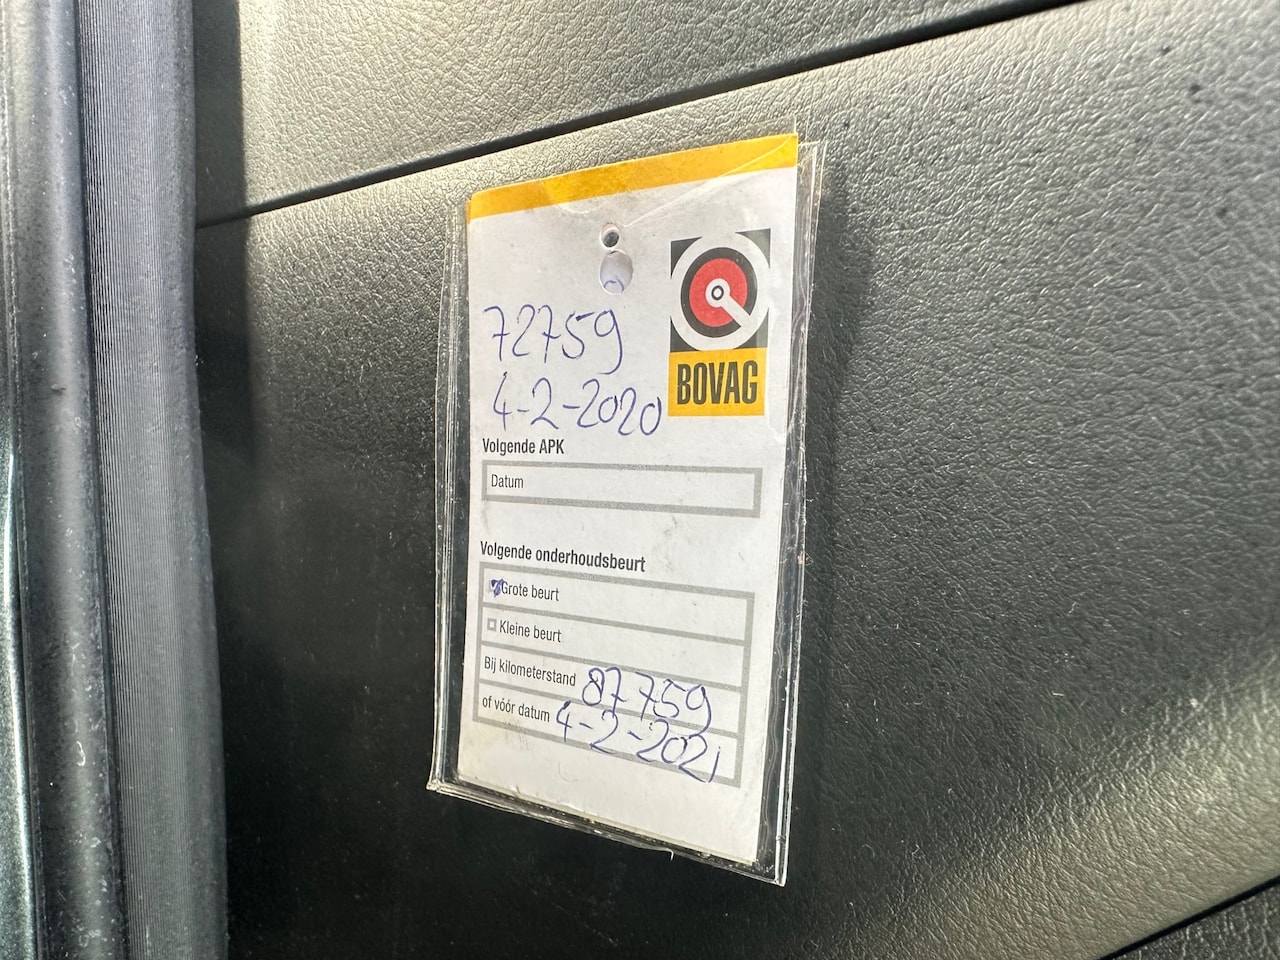 72759
4-2-2020
BOVAG
Volgende APK
Datum
Volgende onderhoudsbeurt
Grote beurt
Kleine beurt
Bij kilometerstand 87759
of vóór datum 4-2-2021